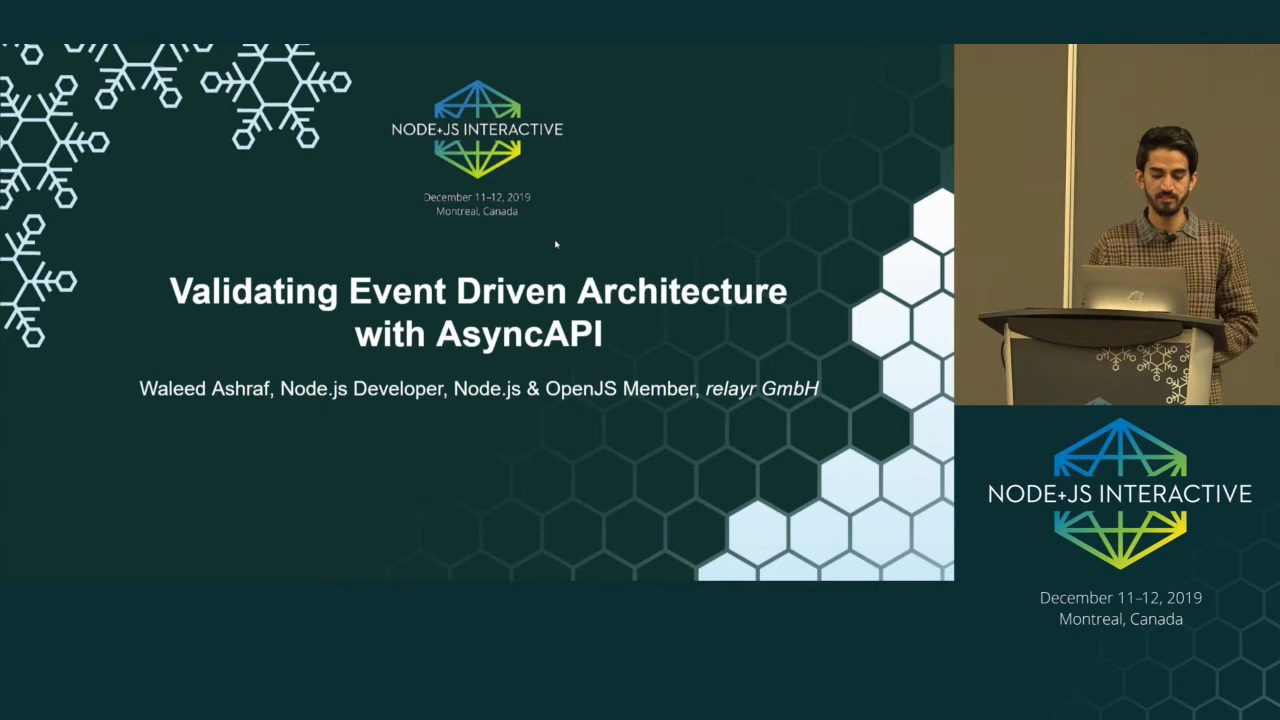 NODE+JS INTERACTIVE
December 11–12, 2019
Montreal, Canada
Validating Event Driven Architecture
with AsyncAPI
Waleed Ashraf, Node.js Developer, Node.js & OpenJS Member, relayr GmbH
NODE+JS INTERACTIVE
December 11–12, 2019
Montreal, Canada